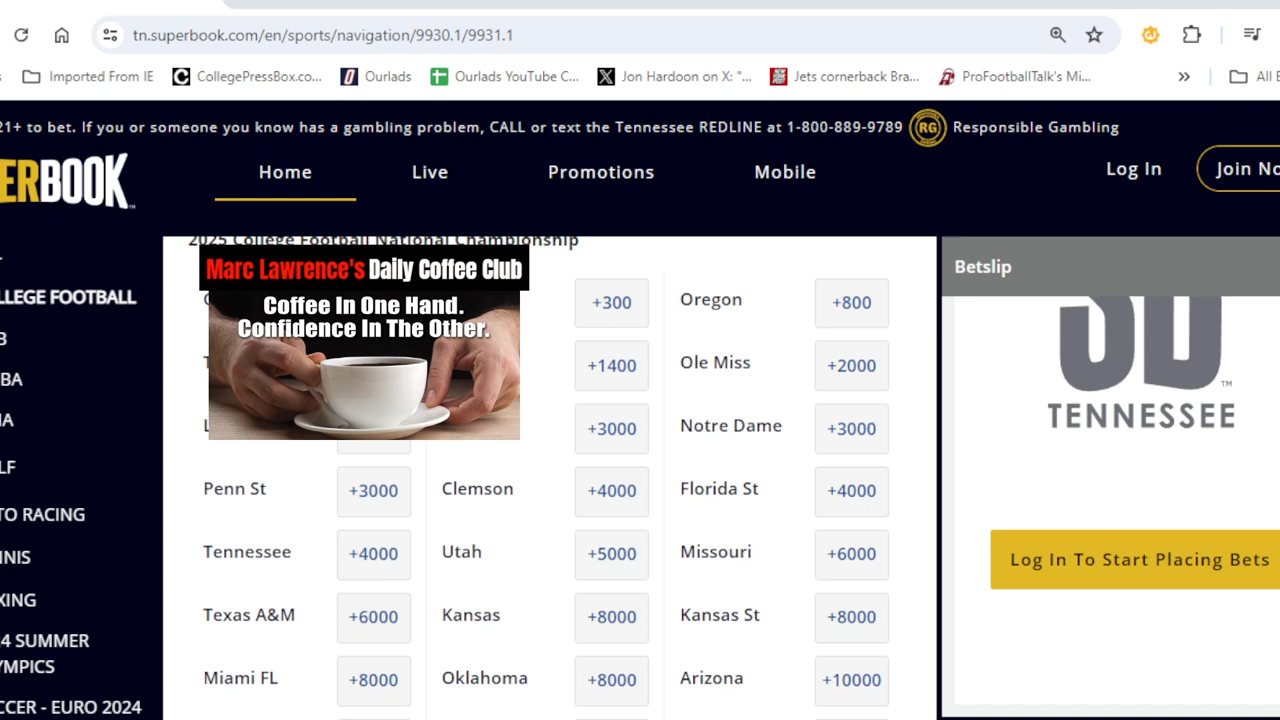 tn.superbook.com/en/sports/navigation/9930.1/9931.1
Imported From IE
CollegePressBox.co...
Ourlads
Ourlads YouTube C...
Jon Hardoon on X: "...
Jets cornerback Bra...
ProFootballTalk's Mi...
All B
21+ to bet. If you or someone you know has a gambling problem, CALL or text the Tennessee REDLINE at 1-800-889-9789 RG Responsible Gambling
ERBOOK
Home
Live
Promotions
Mobile
Log In
Join No
2025 College Football National Championship
Marc Lawrence's Daily Coffee Club
Coffee In One Hand.
Confidence In The Other.
+300
Oregon +800
+1400
Ole Miss +2000
+3000
Notre Dame +3000
Penn St +3000
Clemson +4000
Florida St +4000
Tennessee +4000
Utah +5000
Missouri +6000
Texas A&M +6000
Kansas +8000
Kansas St +8000
Miami FL +8000
Oklahoma +8000
Arizona +10000
LLEGE FOOTBALL
B
BA
A
LF
TO RACING
NIS
XING
4 SUMMER
YMPICS
CCER - EURO 2024
Betslip
TENNESSEE
Log In To Start Placing Bets